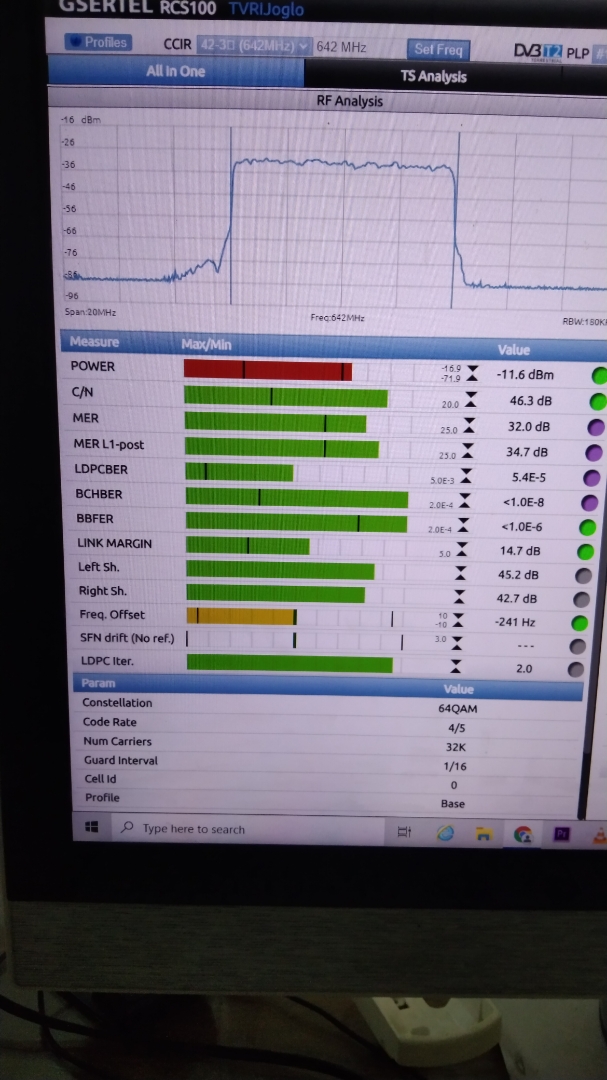 GSERTEL RCS100 TVRIJoglo
Profiles CCIR 42-3 (642MHz) 642 MHz Set Freq DVB T2 PLP #
All In One TS Analysis
RF Analysis
-16 dBm
-26
-36
-46
-56
-66
-76
-86
-96
Span:20MHz Freq:642MHz RBW:180K
Measure Max/Min Value
POWER -16.9 -71.9 -11.6 dBm
C/N 20.0 46.3 dB
MER 25.0 32.0 dB
MER L1-post 25.0 34.7 dB
LDPCBER 5.0E-3 5.4E-5
BCHBER 2.0E-4 <1.0E-8
BBFER 2.0E-4 <1.0E-6
LINK MARGIN 5.0 14.7 dB
Left Sh. 45.2 dB
Right Sh. 42.7 dB
Freq. Offset 10 -10 -241 Hz
SFN drift (No ref.) 3.0 ---
LDPC Iter. 2.0
Param Value
Constellation 64QAM
Code Rate 4/5
Num Carriers 32K
Guard Interval 1/16
Cell Id 0
Profile Base
Type here to search
Pr